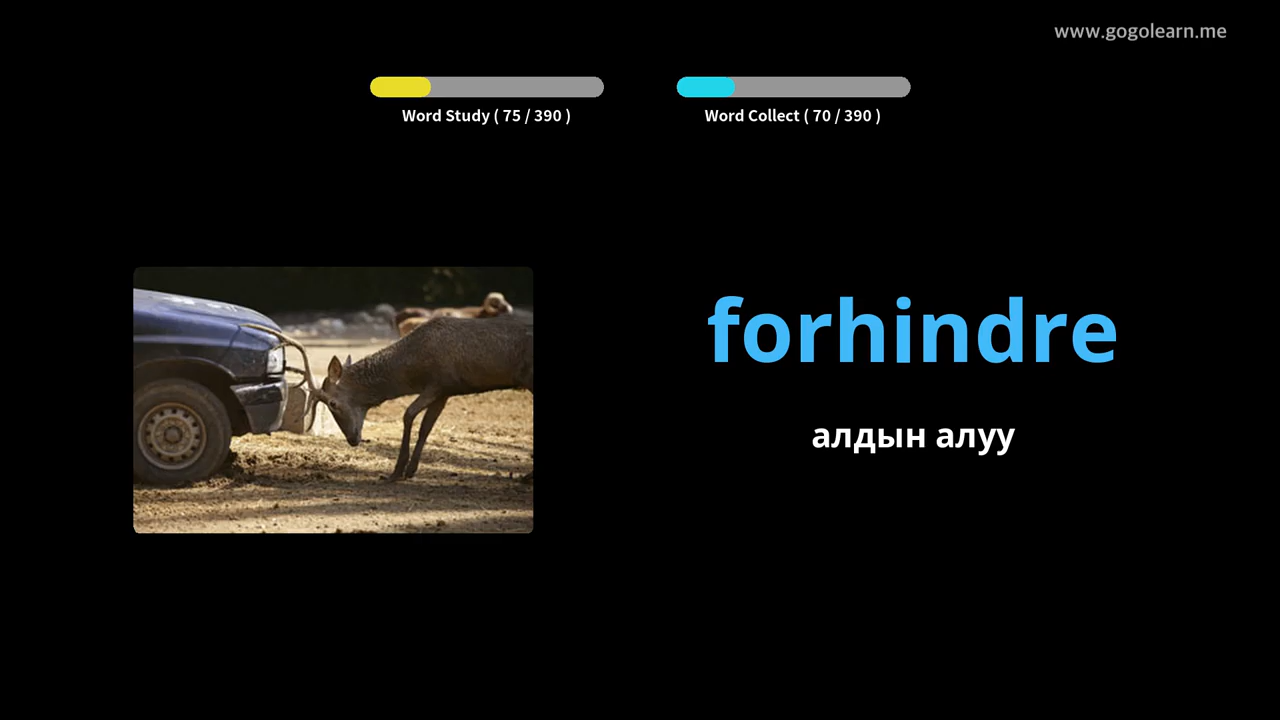 www.gogolearn.me
Word Study ( 75 / 390 )
Word Collect ( 70 / 390 )
forhindre
алдын алуу